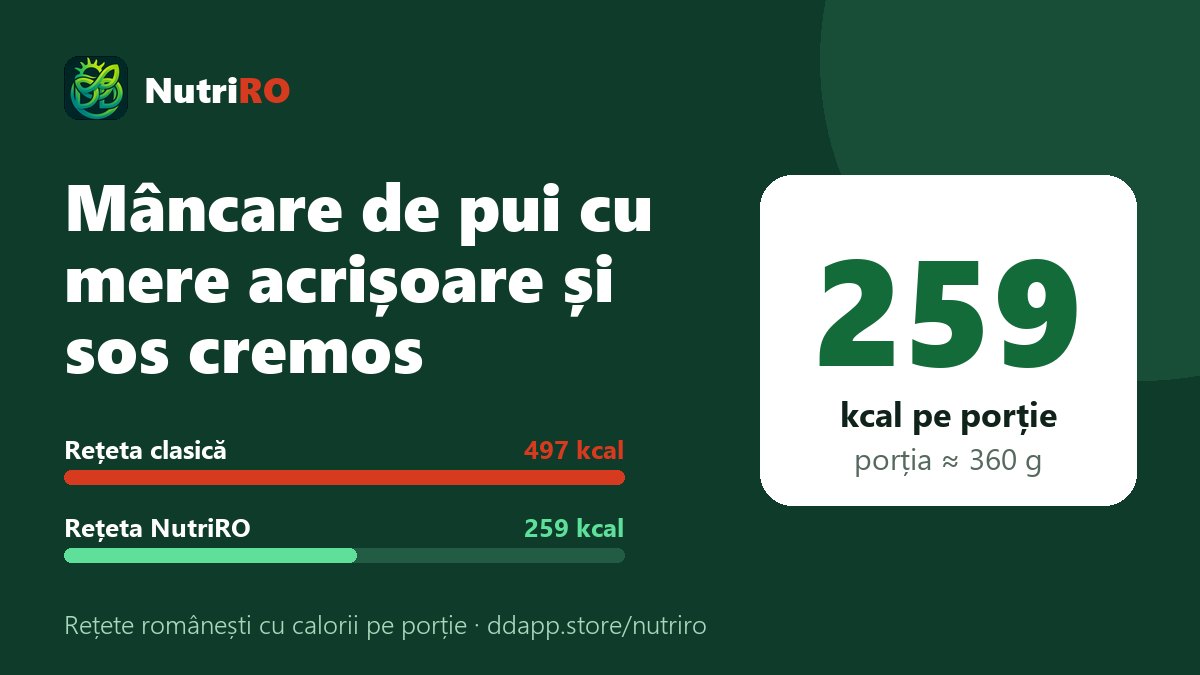 NutriRO
Mâncare de pui cu
mere acrișoare și
sos cremos
Rețeta clasică 497 kcal
Rețeta NutriRO 259 kcal
259
kcal pe porție
porția ≈ 360 g
Rețete românești cu calorii pe porție · ddapp.store/nutriro